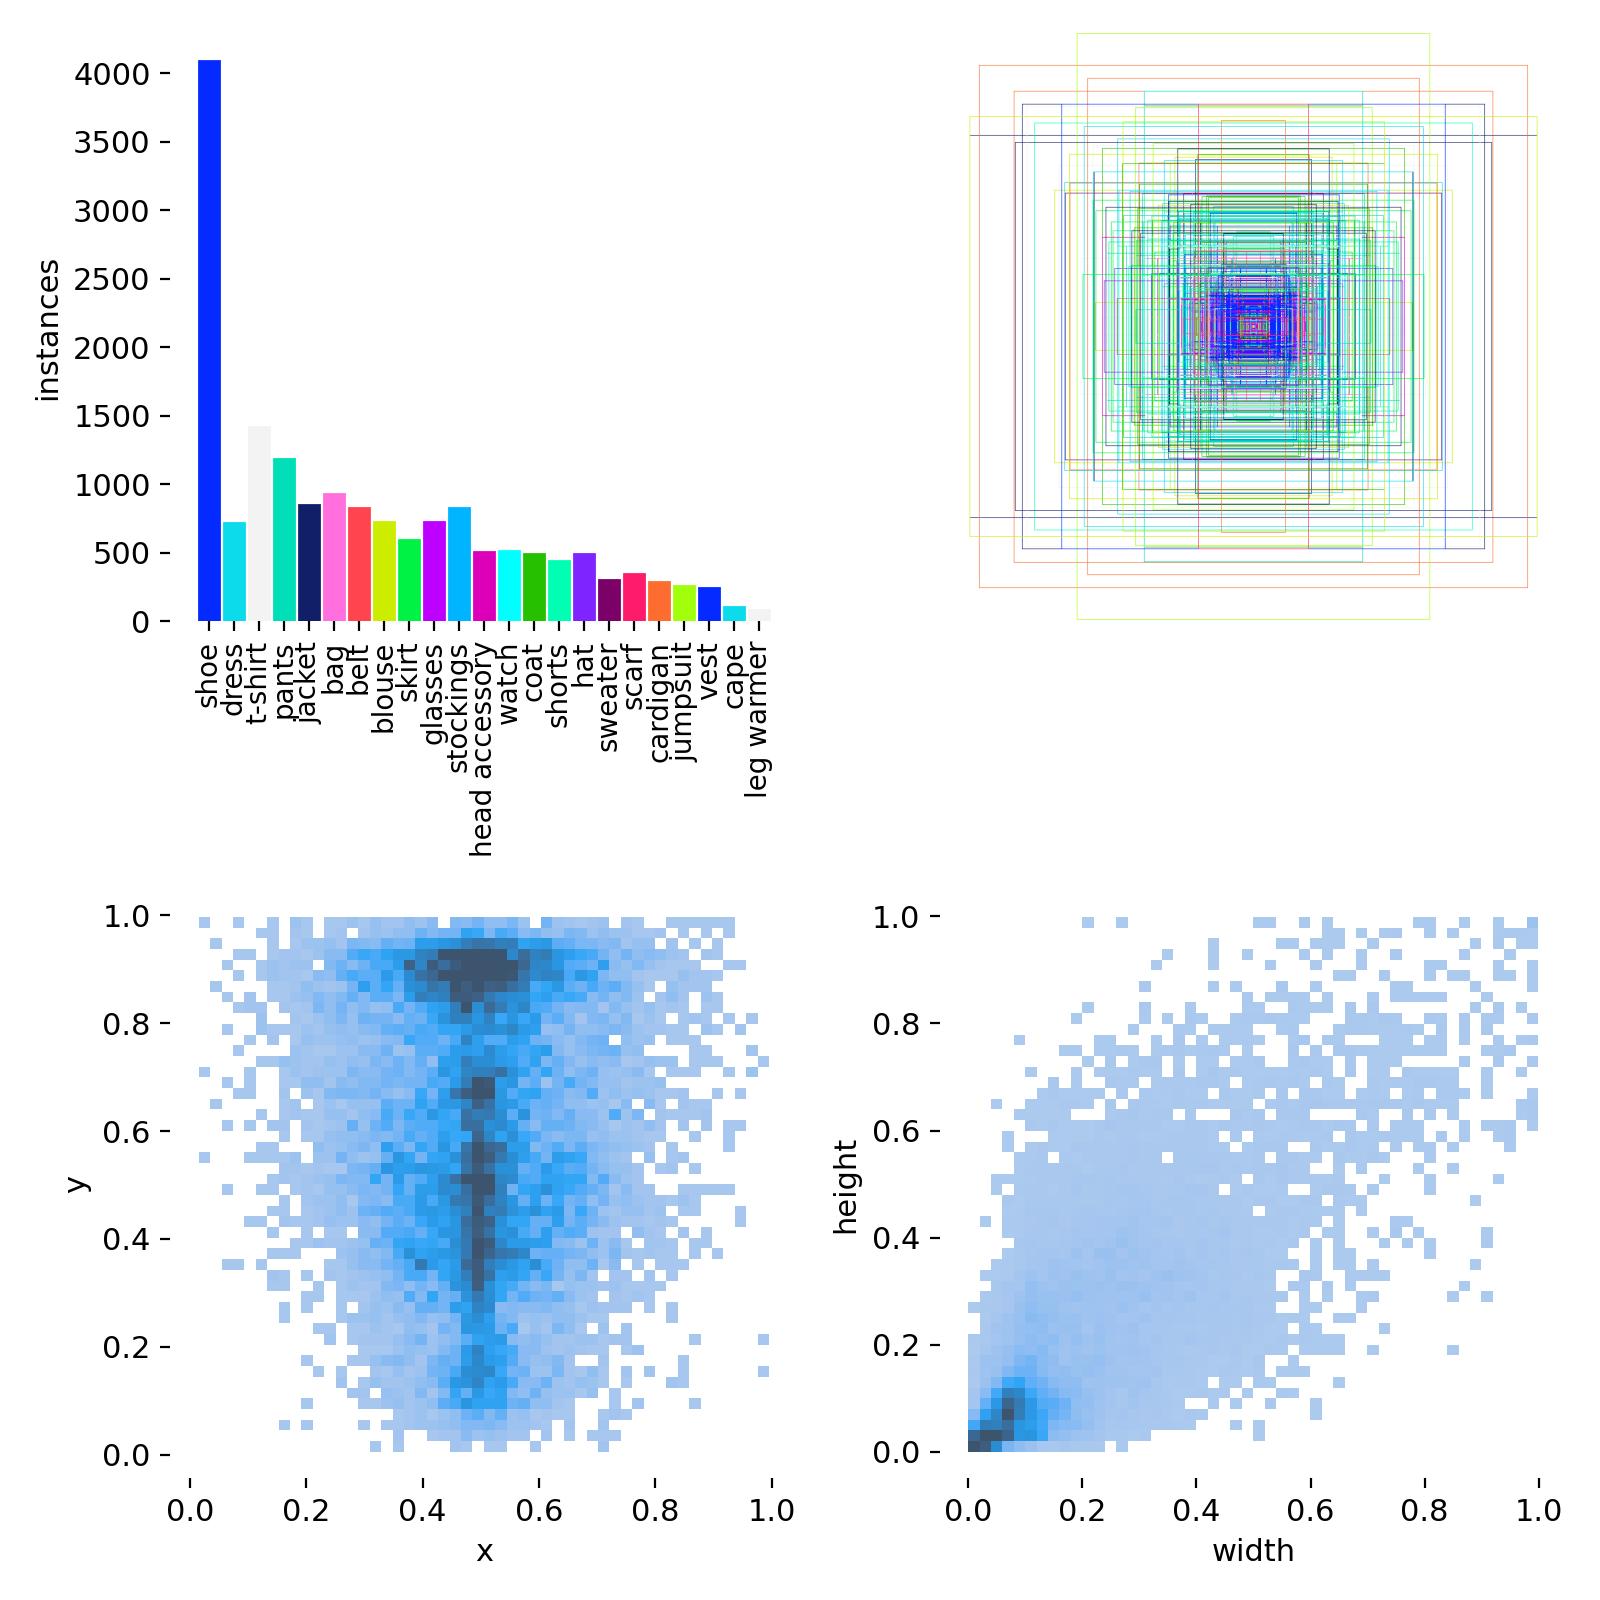 4000
3500
3000
2500
2000
1500
1000
500
0
instances
shoe
dress
t-shirt
pants
jacket
bag
belt
blouse
skirt
glasses
stockings
head accessory
watch
coat
shorts
hat
sweater
scarf
cardigan
jumpsuit
vest
cape
leg warmer
1.0
0.8
0.6
0.4
0.2
0.0
y
0.0 0.2 0.4 0.6 0.8 1.0
x
1.0
0.8
0.6
0.4
0.2
0.0
height
0.0 0.2 0.4 0.6 0.8 1.0
width